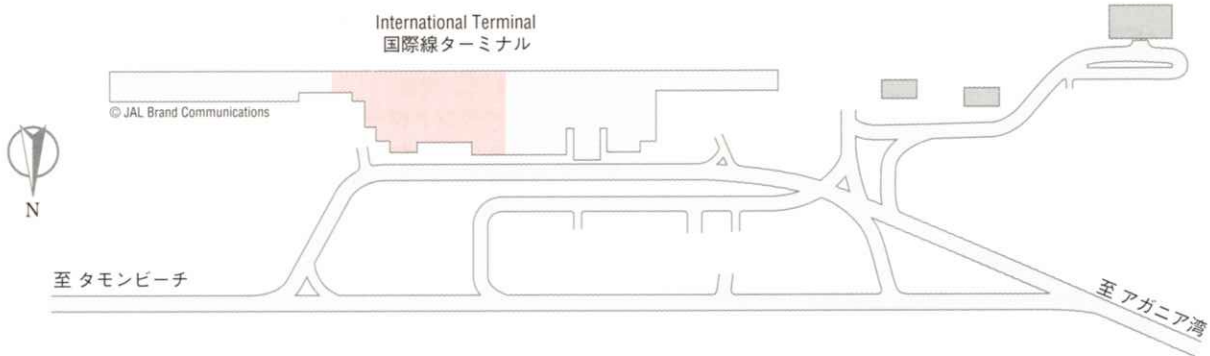 International Terminal
国際線ターミナル
© JAL Brand Communications
N
至 タモンビーチ
至 アガニア湾